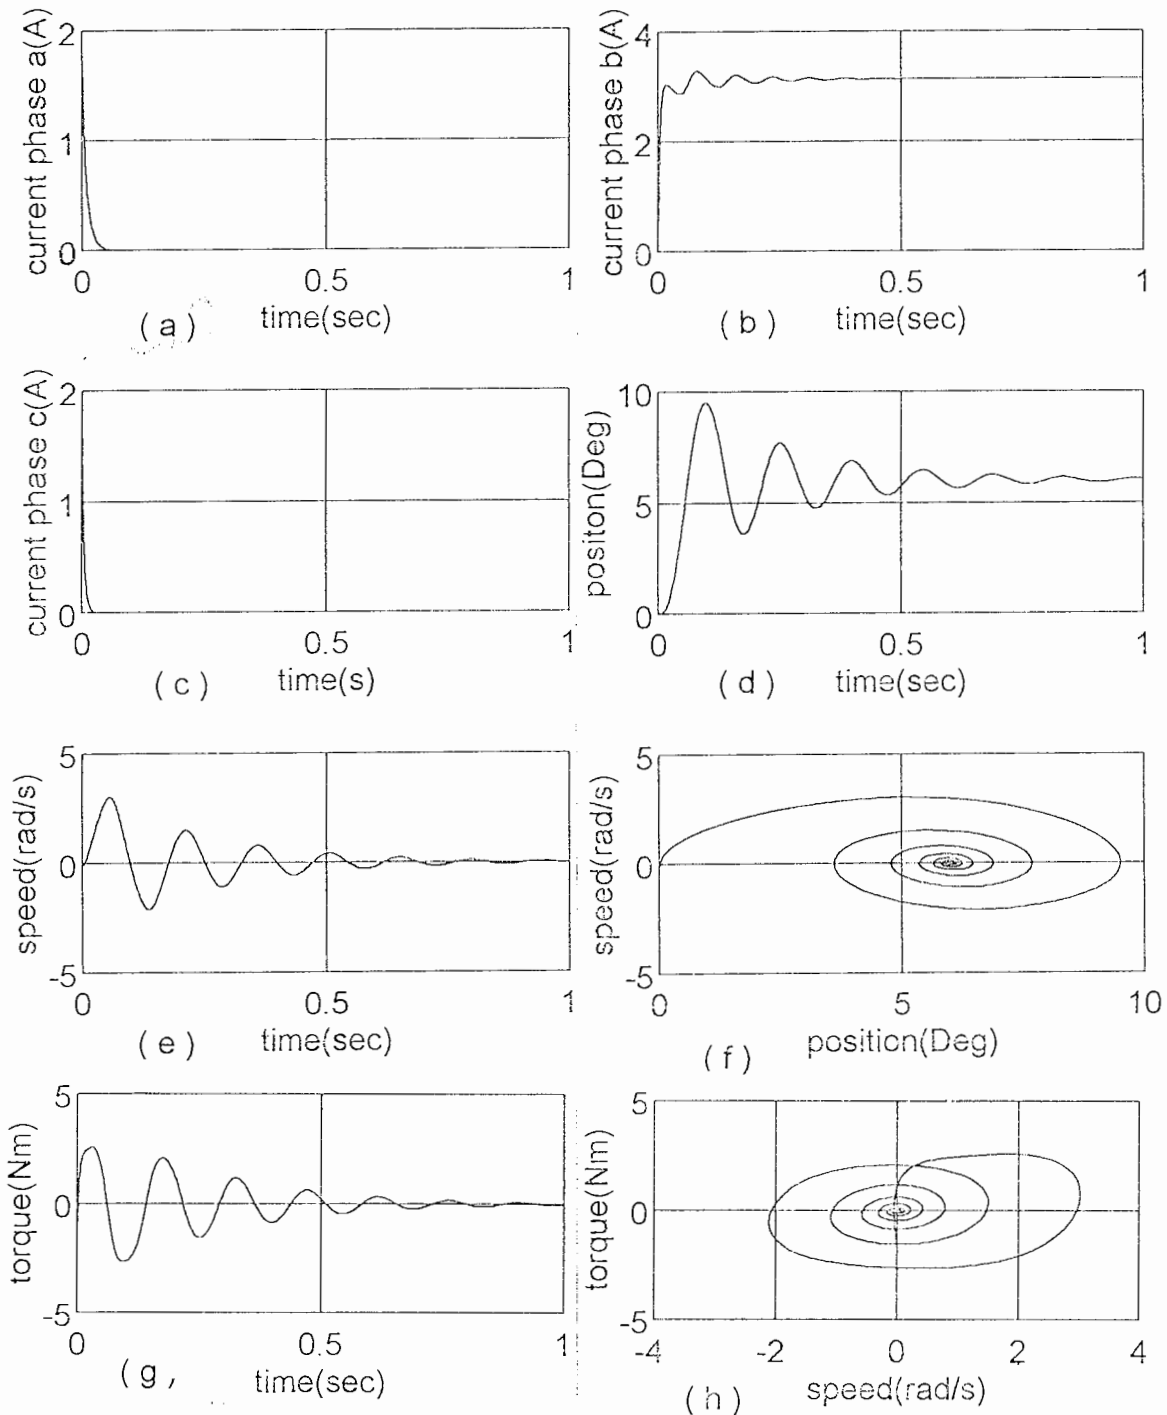 current phase a(A)
2
1
0
0
0.5
1
time(sec)
(a)
current phase b(A)
4
2
0
0
0.5
1
time(sec)
(b)
current phase c(A)
2
1
0
0
0.5
1
time(s)
(c)
positon(Deg)
10
5
0
0
0.5
1
time(sec)
(d)
speed(rad/s)
5
0
-5
0
0.5
1
time(sec)
(e)
speed(rad/s)
5
0
-5
0
5
10
position(Deg)
(f)
torque(Nm)
5
0
-5
0
0.5
1
time(sec)
(g,
torque(Nm)
5
0
-5
-4
-2
0
2
4
speed(rad/s)
(h)